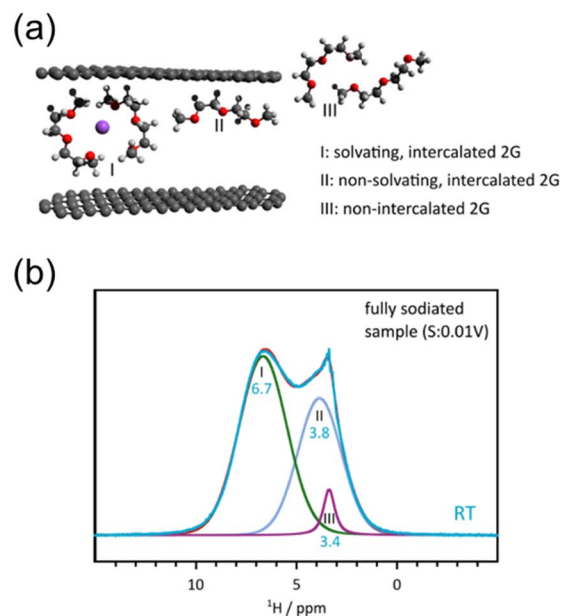 (a)
I
II
III
I: solvating, intercalated 2G
II: non-solvating, intercalated 2G
III: non-intercalated 2G
(b)
fully sodiated
sample (S:0.01V)
I
6.7
II
3.8
III
3.4
RT
10 5 0
¹H / ppm